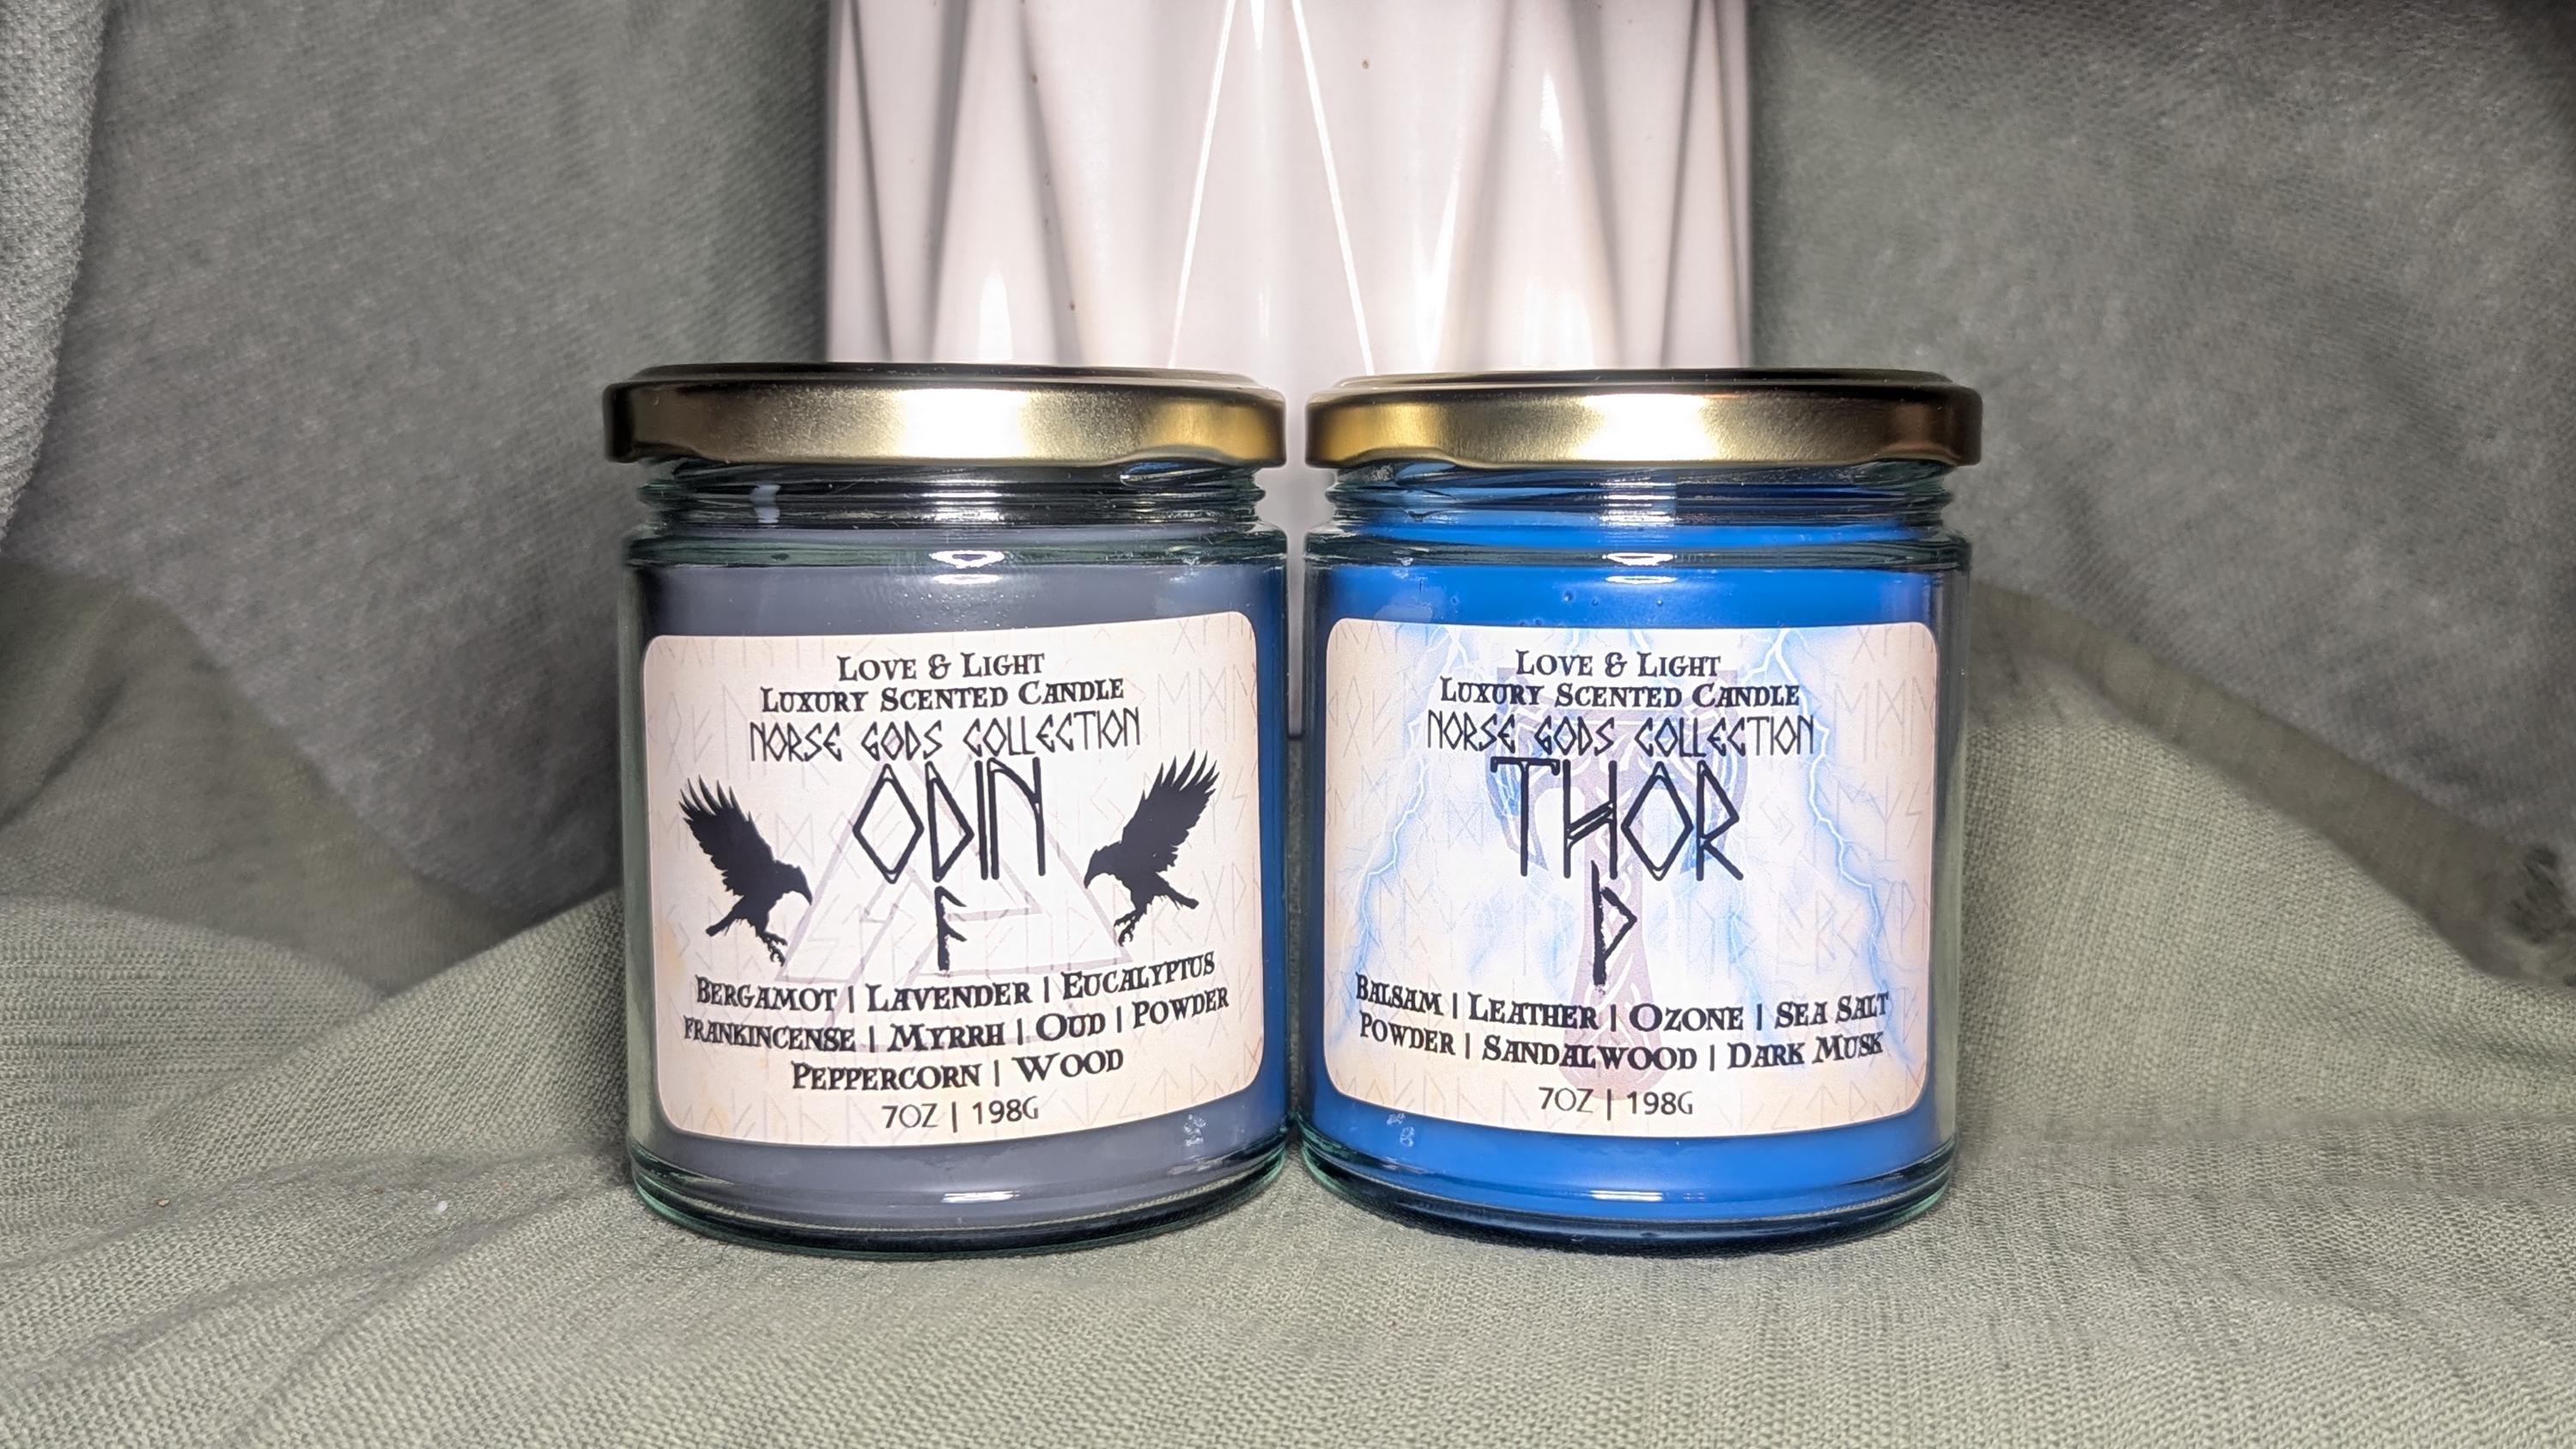 LOVE & LIGHT
LUXURY SCENTED CANDLE
NORSE GODS COLLECTION
ODIN
ᚨ
BERGAMOT | LAVENDER | EUCALYPTUS
FRANKINCENSE | MYRRH | OUD | POWDER
PEPPERCORN | WOOD
7OZ | 198G
LOVE & LIGHT
LUXURY SCENTED CANDLE
NORSE GODS COLLECTION
THOR
ᚦ
BALSAM | LEATHER | OZONE | SEA SALT
POWDER | SANDALWOOD | DARK MUSK
7OZ | 198G